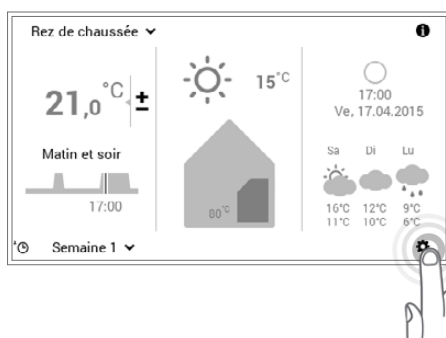 Rez de chaussée
21,0 °C ±
Matin et soir
17:00
Semaine 1
15°C
80°C
17:00
Ve, 17.04.2015
Sa Di Lu
16°C 12°C 9°C
11°C 10°C 6°C